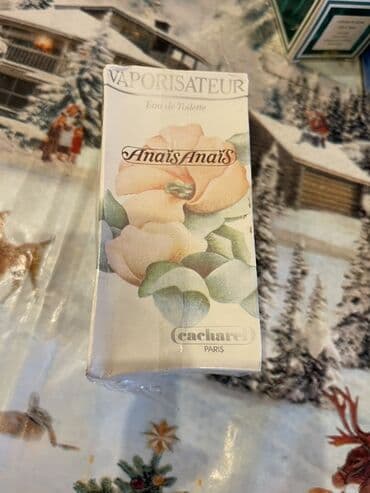 VAPORISATEUR
Eau de Toilette
Anaïs Anaïs
cacharel
PARIS